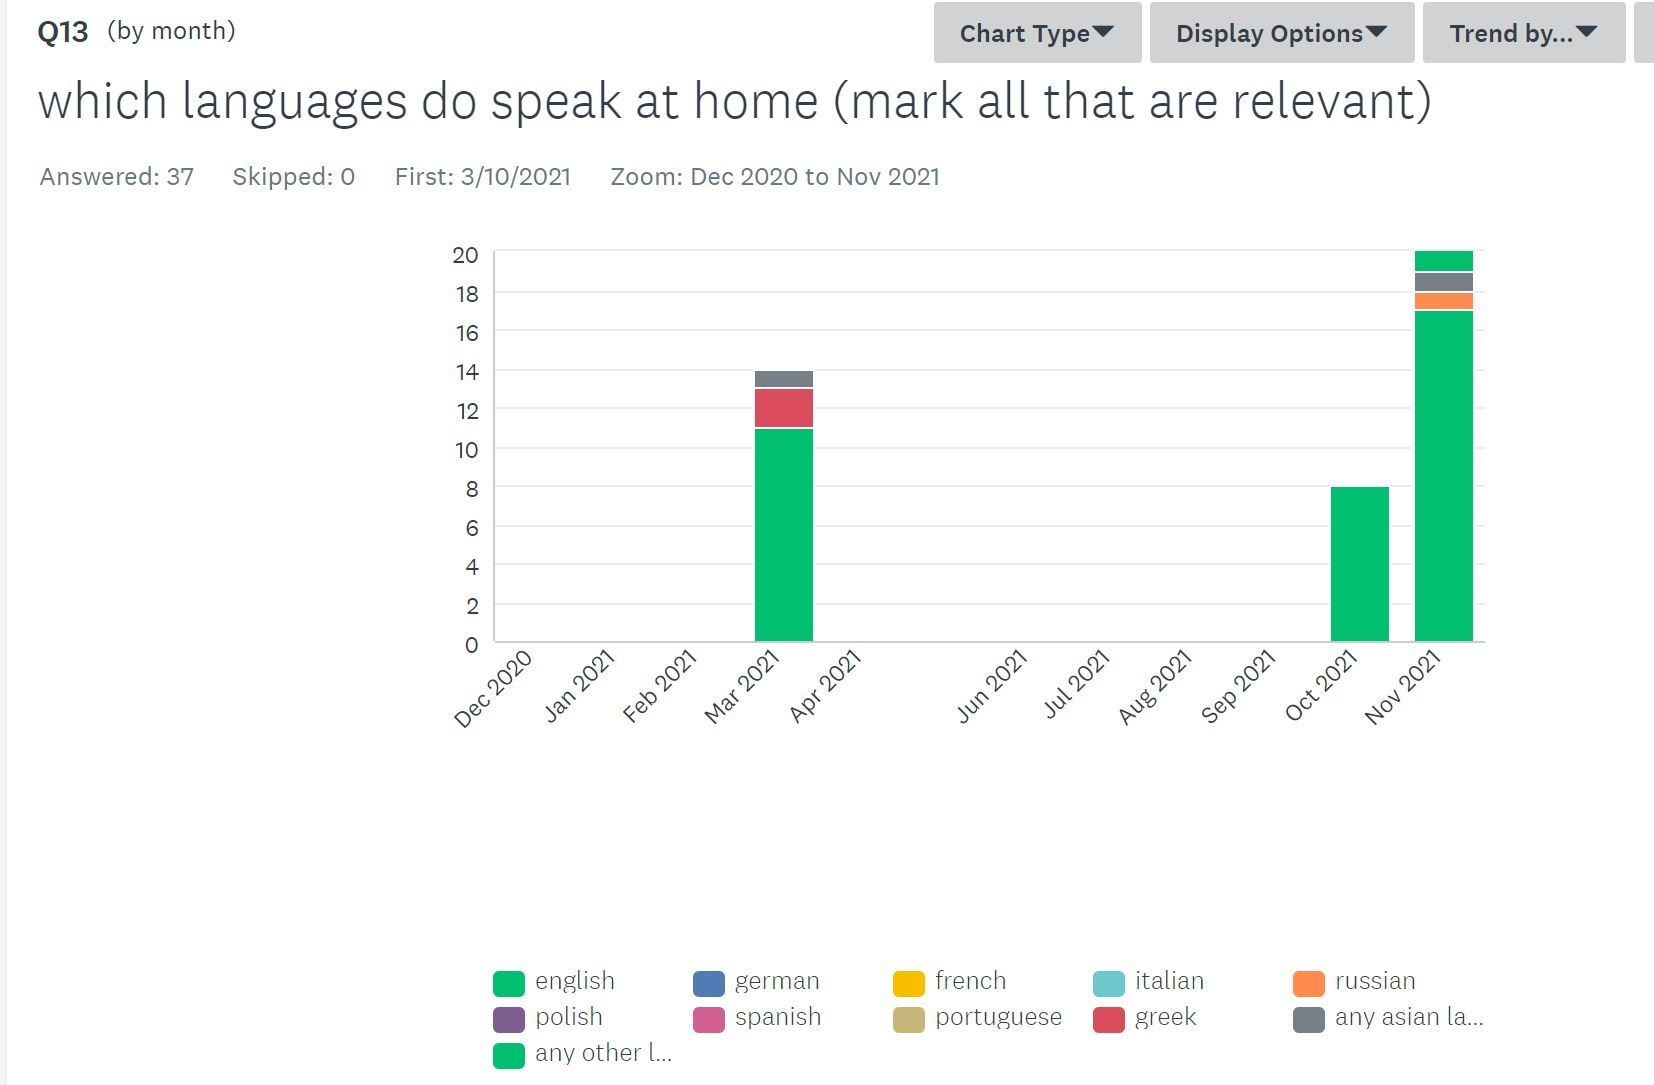 Q13 (by month)
Chart Type Display Options Trend by...
which languages do speak at home (mark all that are relevant)
Answered: 37 Skipped: 0 First: 3/10/2021 Zoom: Dec 2020 to Nov 2021
20
18
16
14
12
10
8
6
4
2
0
Dec 2020 Jan 2021 Feb 2021 Mar 2021 Apr 2021 Jun 2021 Jul 2021 Aug 2021 Sep 2021 Oct 2021 Nov 2021
english german french italian russian
polish spanish portuguese greek any asian la...
any other l...